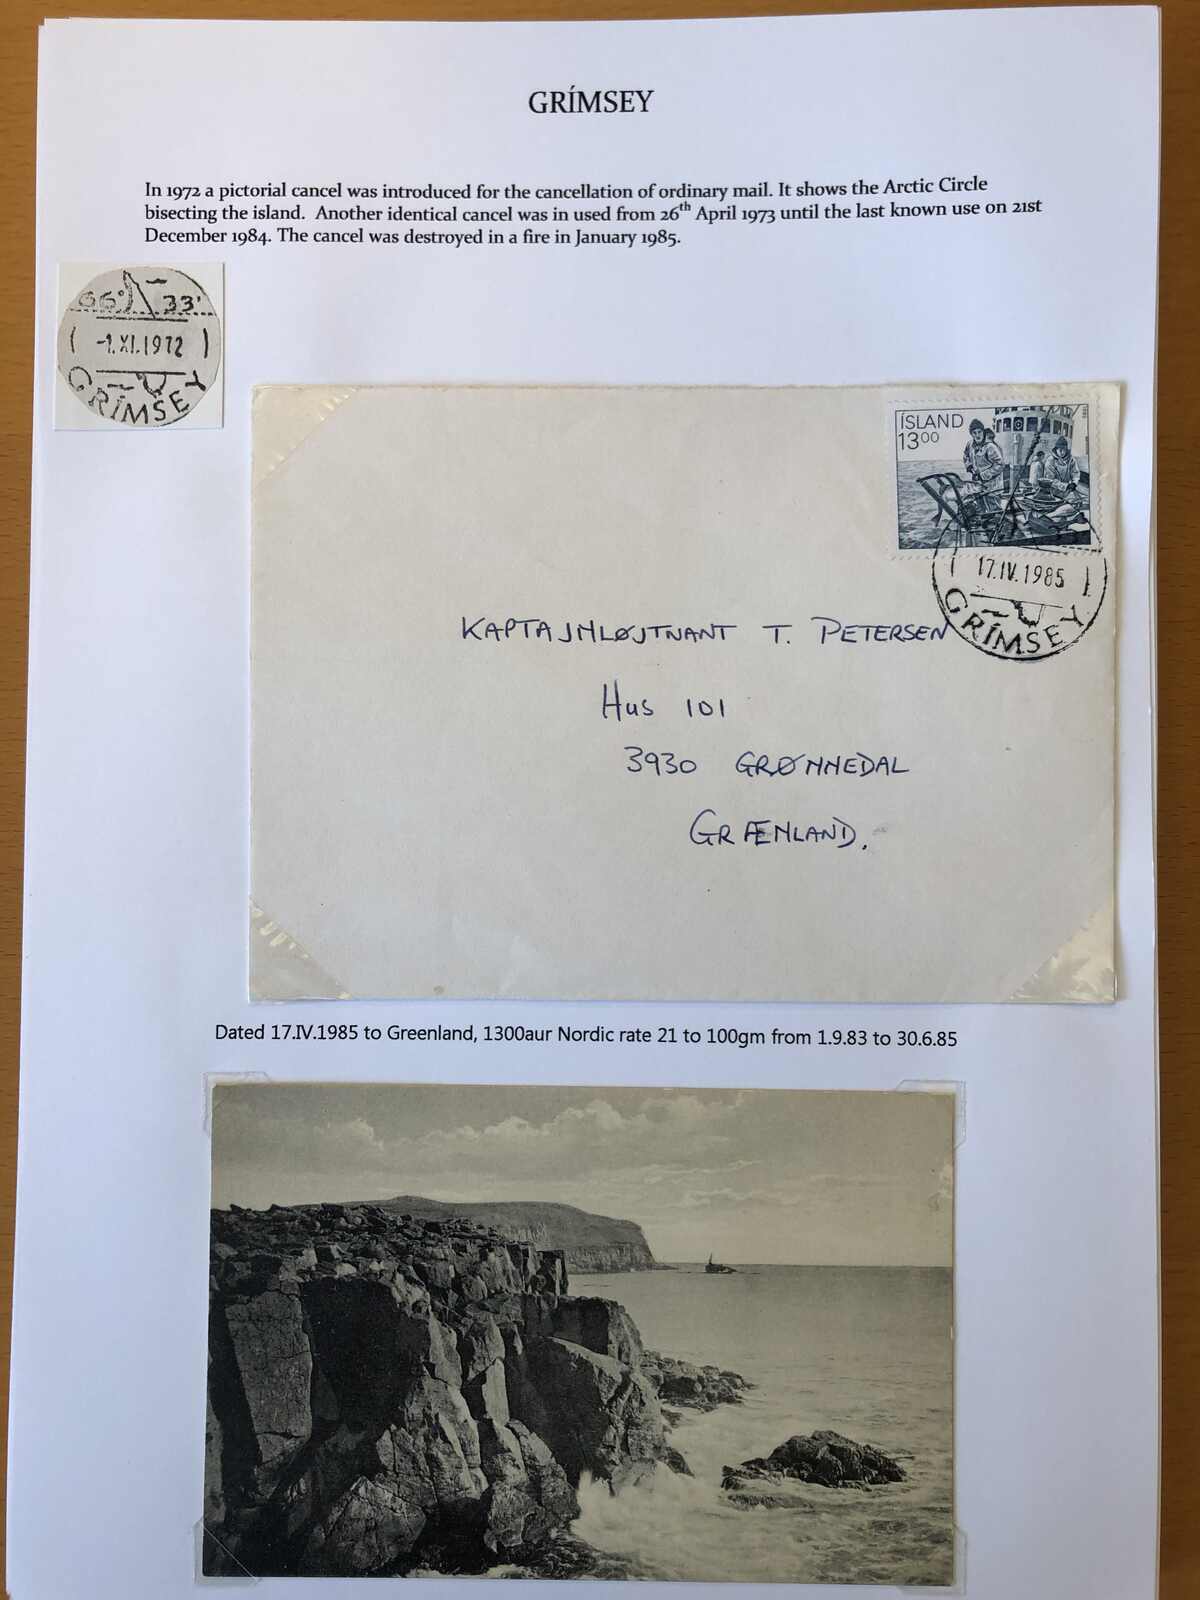 GRÍMSEY
In 1972 a pictorial cancel was introduced for the cancellation of ordinary mail. It shows the Arctic Circle
bisecting the island. Another identical cancel was in used from 26th April 1973 until the last known use on 21st
December 1984. The cancel was destroyed in a fire in January 1985.
66° 33'
-1.XI.1972
GRÍMSEY
ÍSLAND
1300
17.IV.1985
GRÍMSEY
KAPTAJNLØJTNANT T. PETERSEN
HUS 101
3930 GRØNNEDAL
GRÆNLAND.
Dated 17.IV.1985 to Greenland, 1300aur Nordic rate 21 to 100gm from 1.9.83 to 30.6.85